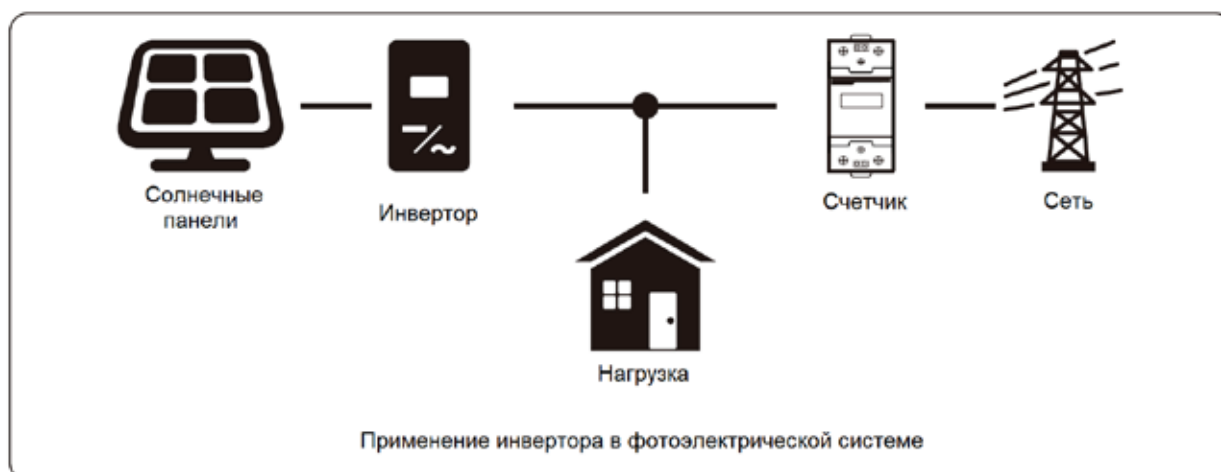 Солнечные
панели
Инвертор
Счетчик
Сеть
Нагрузка
Применение инвертора в фотоэлектрической системе